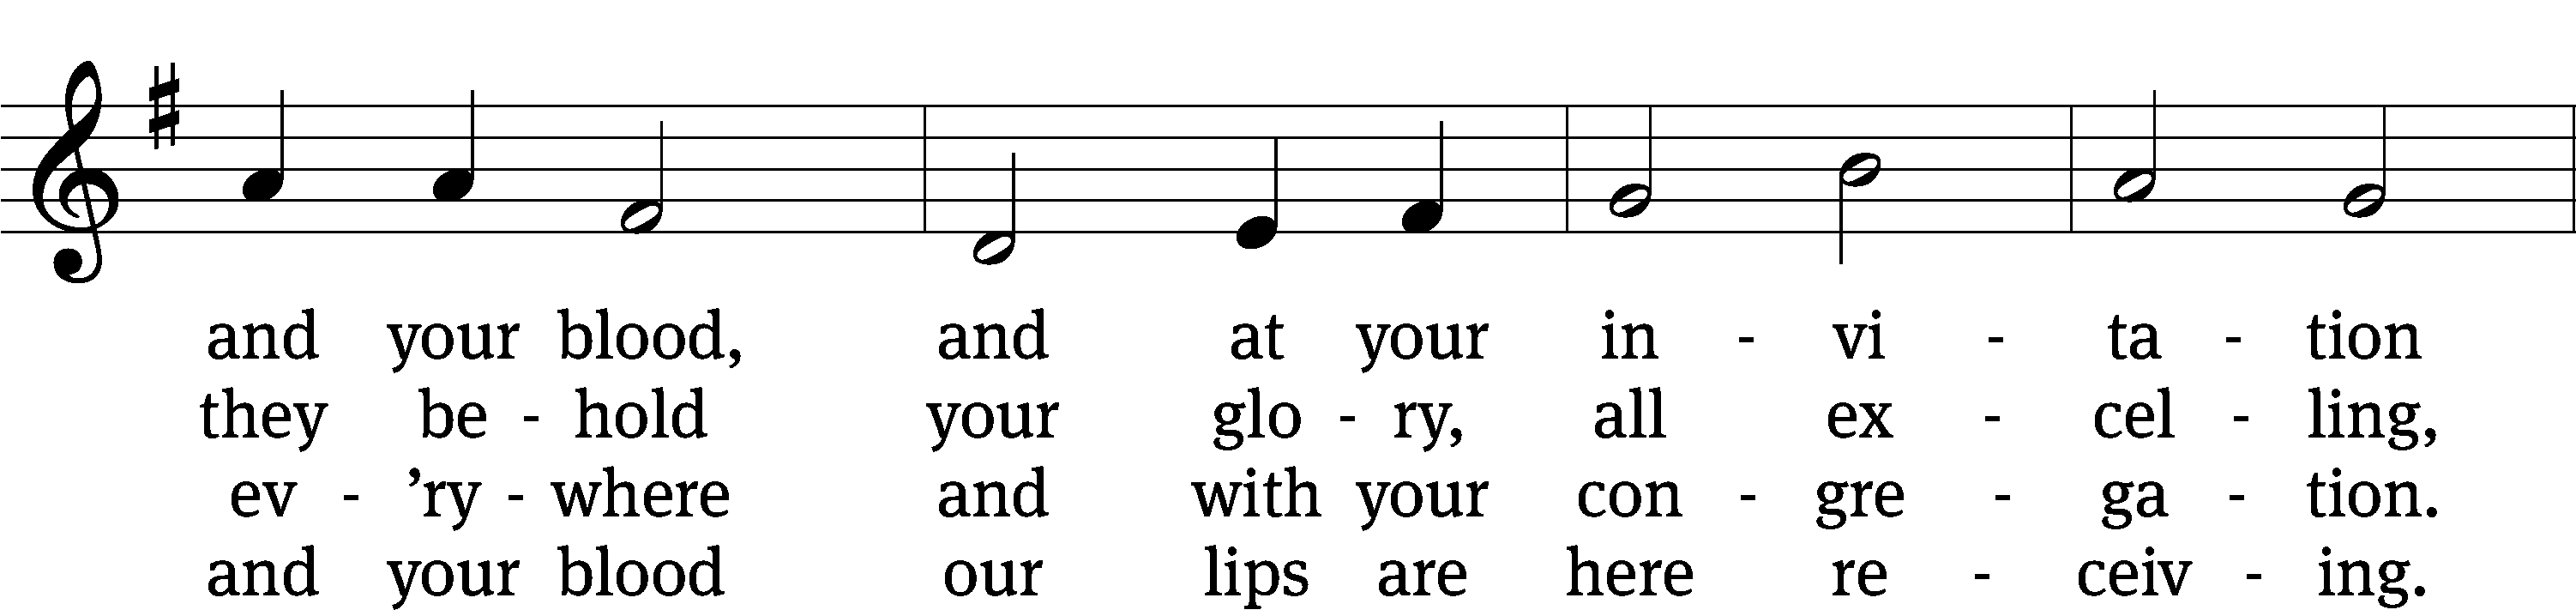 and your blood, and at your in - vi - ta - tion
they be - hold your glo - ry, all ex - cel - ling,
ev - ’ry - where and with your con - gre - ga - tion.
and your blood our lips are here re - ceiv - ing.